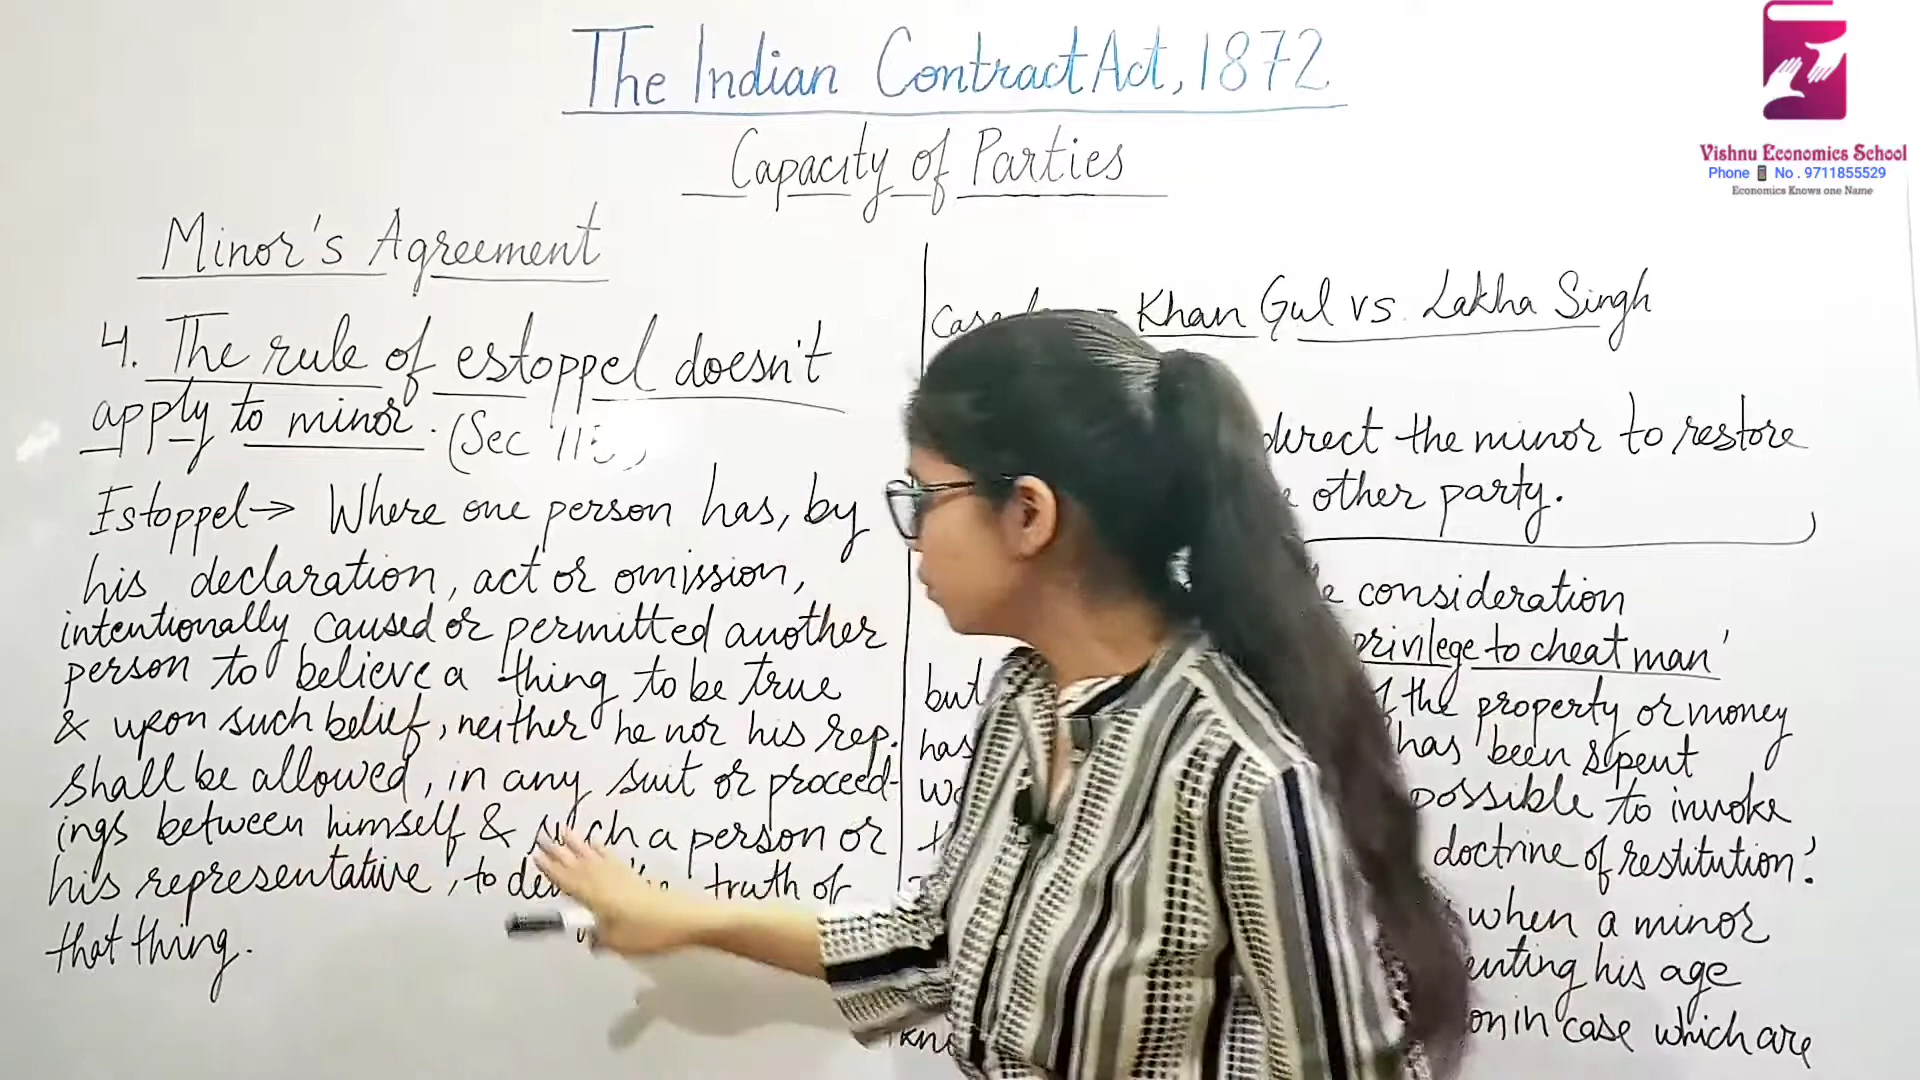 The Indian Contract Act, 1872
Capacity of Parties
Vishnu Economics School
Phone No. 9711855529
Economics Knows one Name
Minor's Agreement
4. The rule of estoppel doesn't
apply to minor. (Sec
Estoppel → Where one person has, by
his declaration, act or omission,
intentionally caused or permitted another
person to believe a thing to be true
& upon such belief, neither he nor his rep.
shall be allowed, in any suit or proceed-
ings between himself & such a person or
his representative, to truth of
that thing.
Khan Gul vs. Lakha Singh
direct the minor to restore
other party.
consideration
privilege to cheat man'
but the property or money
has has been spent
possible to invoke
doctrine of restitution.'
when a minor
his age
in case which are